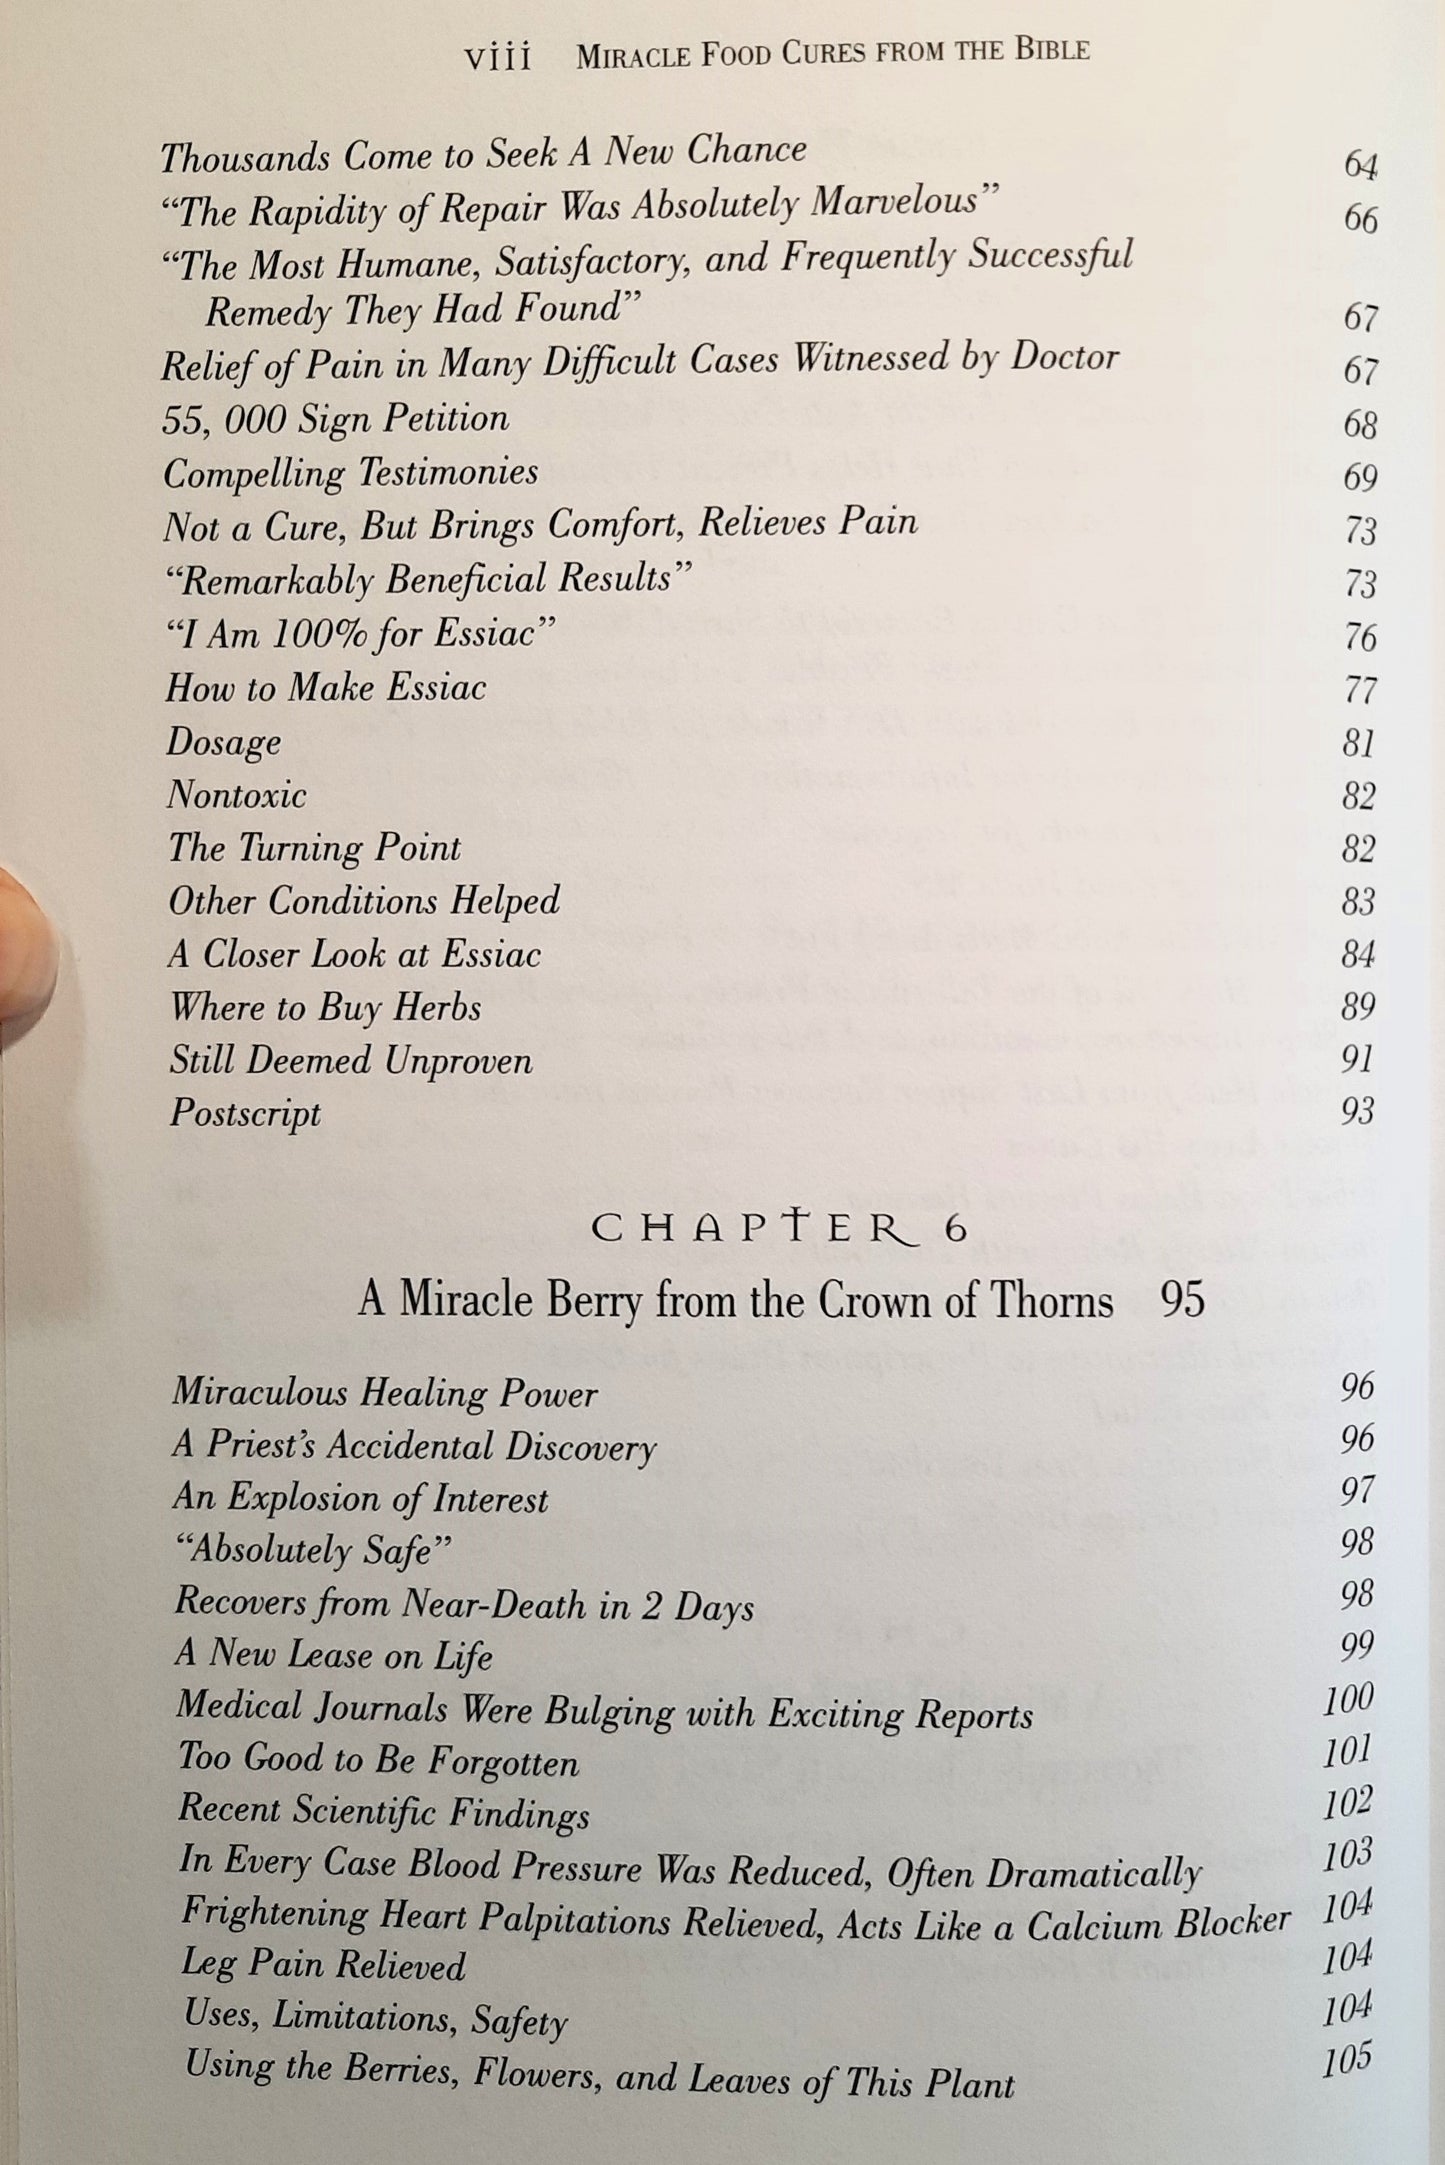 viii MIRACLE FOOD CURES FROM THE BIBLE
Thousands Come to Seek A New Chance 64
“The Rapidity of Repair Was Absolutely Marvelous” 66
“The Most Humane, Satisfactory, and Frequently Successful
Remedy They Had Found” 67
Relief of Pain in Many Difficult Cases Witnessed by Doctor 67
55, 000 Sign Petition 68
Compelling Testimonies 69
Not a Cure, But Brings Comfort, Relieves Pain 73
“Remarkably Beneficial Results” 73
“I Am 100% for Essiac” 76
How to Make Essiac 77
Dosage 81
Nontoxic 82
The Turning Point 82
Other Conditions Helped 83
A Closer Look at Essiac 84
Where to Buy Herbs 89
Still Deemed Unproven 91
Postscript 93
CHAPTER 6
A Miracle Berry from the Crown of Thorns 95
Miraculous Healing Power 96
A Priest’s Accidental Discovery 96
An Explosion of Interest 97
“Absolutely Safe” 98
Recovers from Near-Death in 2 Days 98
A New Lease on Life 99
Medical Journals Were Bulging with Exciting Reports 100
Too Good to Be Forgotten 101
Recent Scientific Findings 102
In Every Case Blood Pressure Was Reduced, Often Dramatically 103
Frightening Heart Palpitations Relieved, Acts Like a Calcium Blocker 104
Leg Pain Relieved 104
Uses, Limitations, Safety 104
Using the Berries, Flowers, and Leaves of This Plant 105